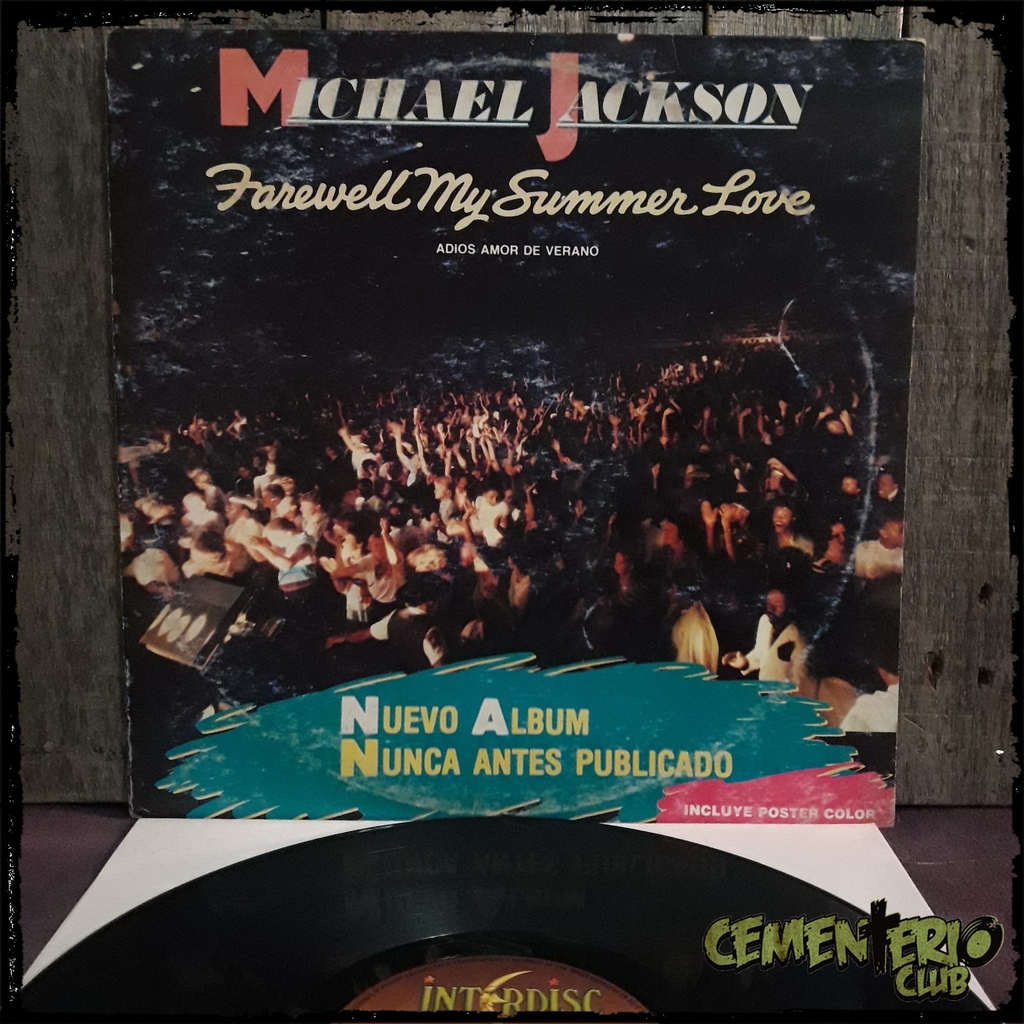 MICHAEL JACKSON
Farewell My Summer Love
ADIOS AMOR DE VERANO
NUEVO ALBUM
NUNCA ANTES PUBLICADO
INCLUYE POSTER COLOR
INTERDISC
CEMENTERIO
CLUB